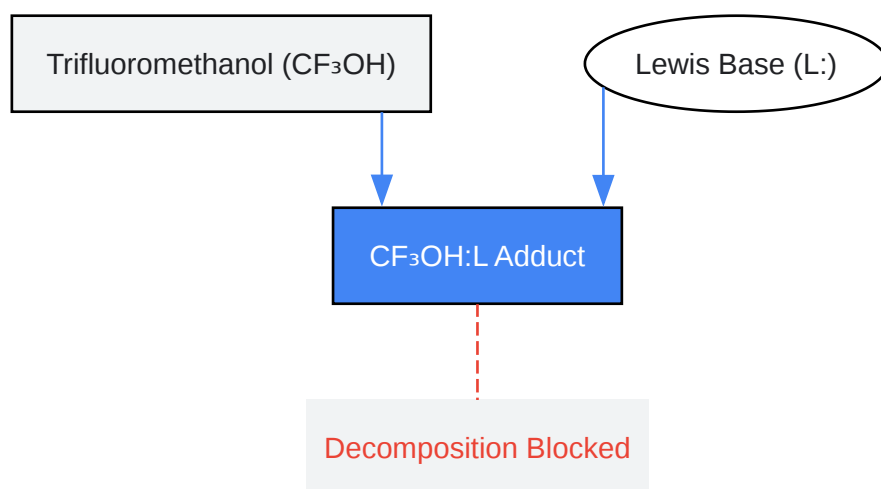 Trifluoromethanol (CF₃OH)
Lewis Base (L:)
CF₃OH:L Adduct
Decomposition Blocked